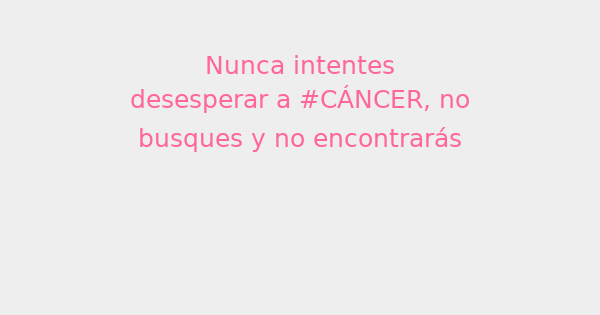 Nunca intentes
desesperar a #CÁNCER, no
busques y no encontrarás